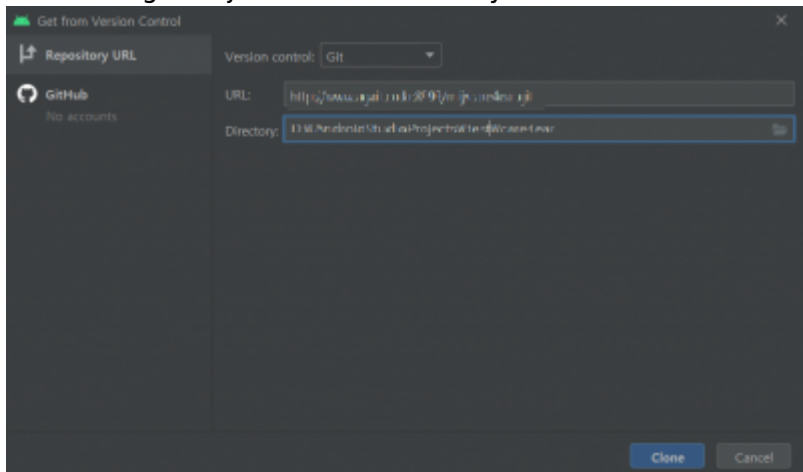 Get from Version Control
Repository URL
Version control: Git
GitHub
No accounts
URL:
Directory:
Clone
Cancel